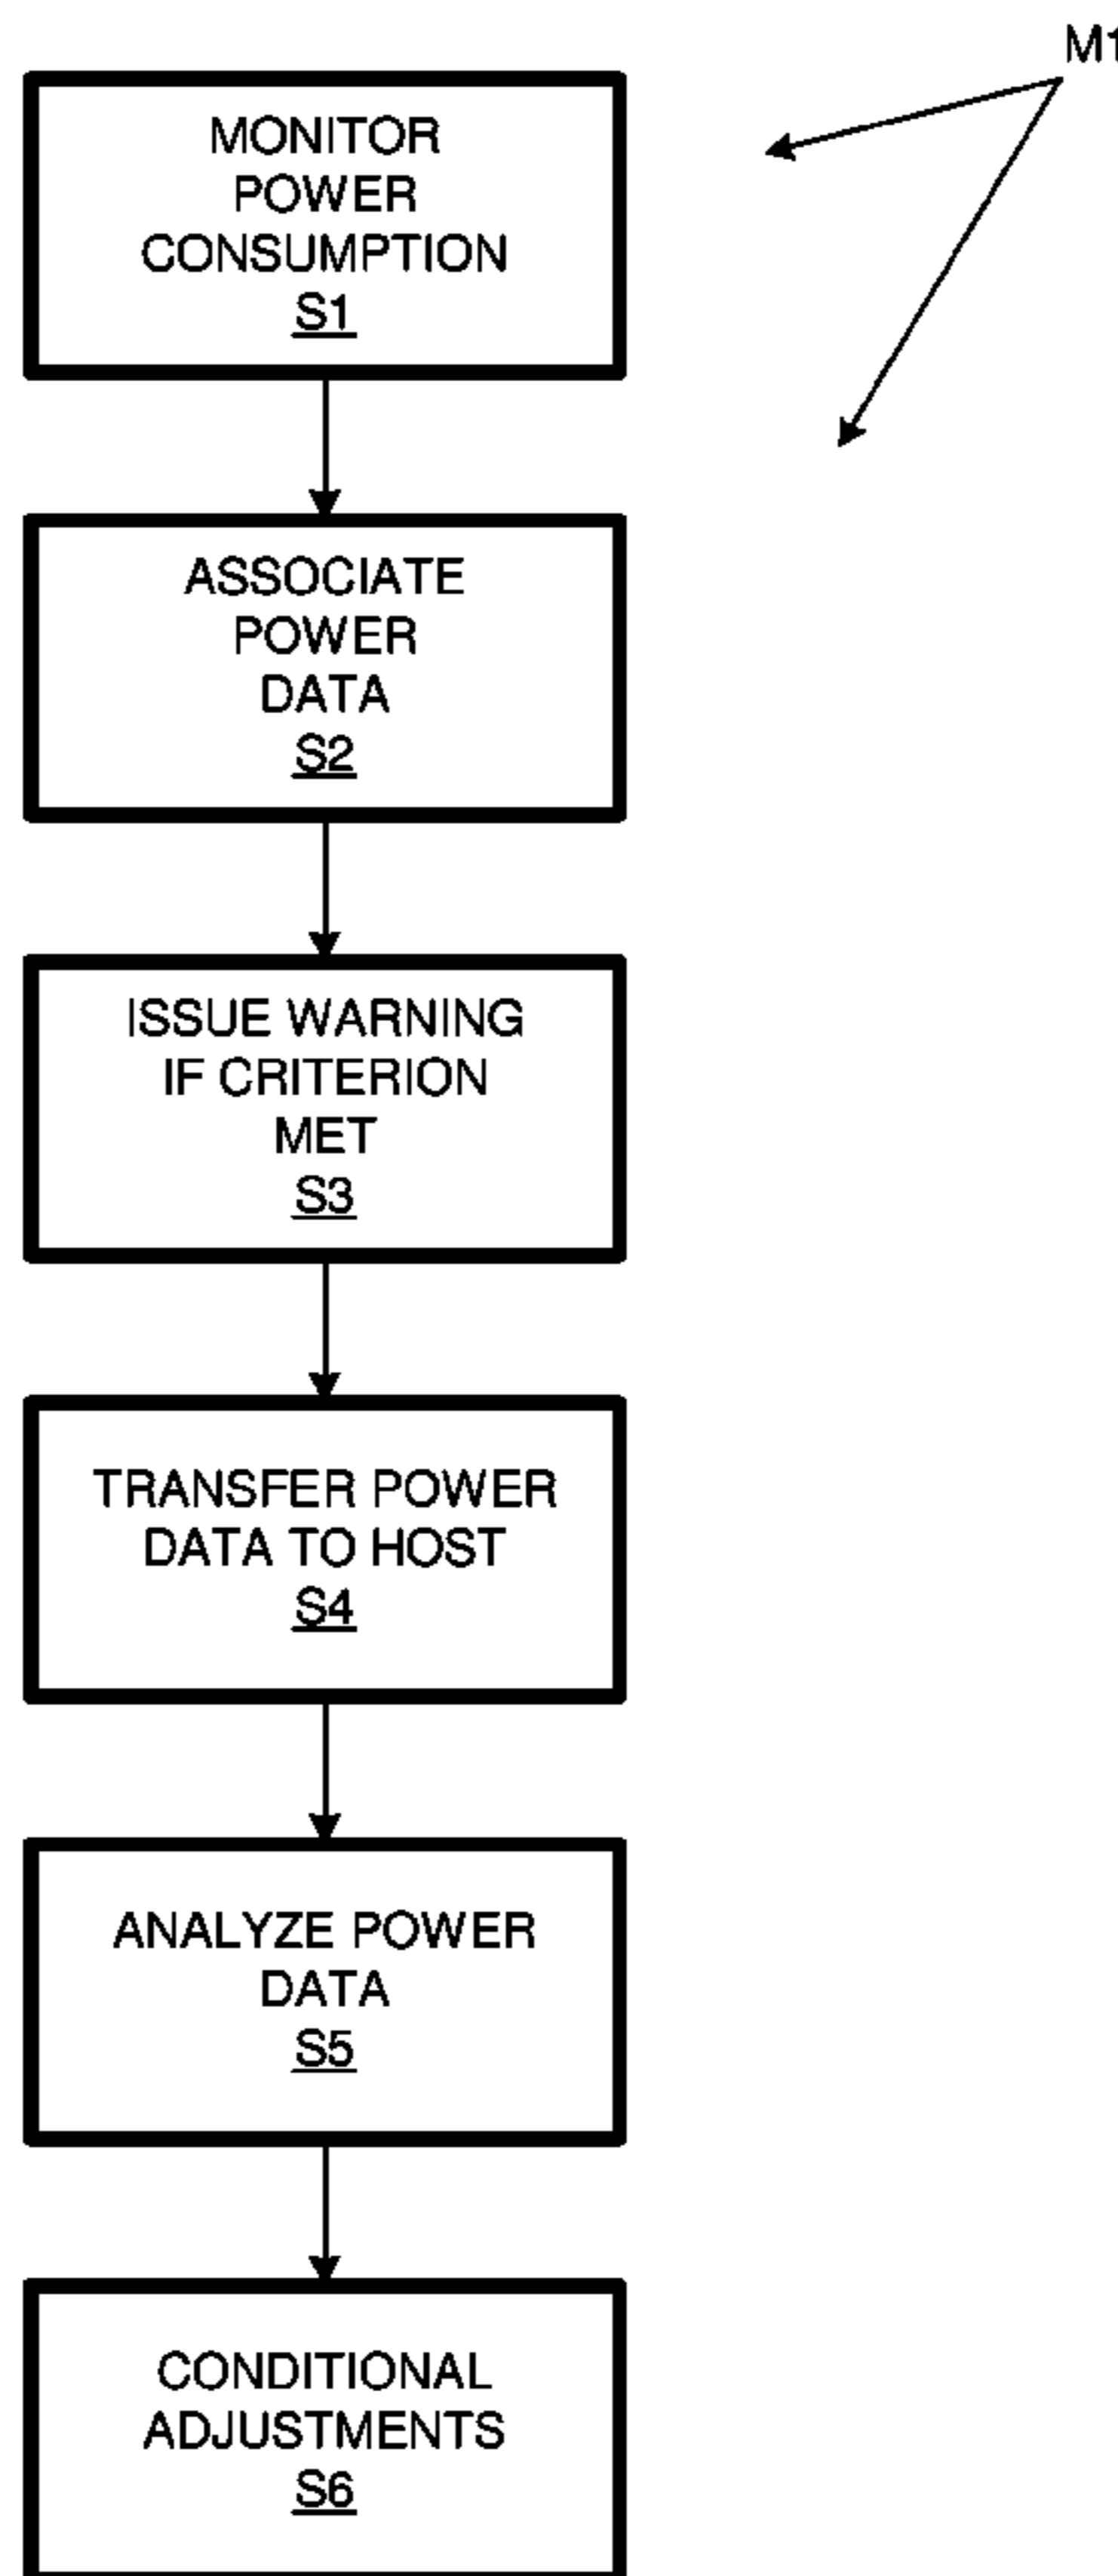 M1
MONITOR
POWER
CONSUMPTION
S1
ASSOCIATE
POWER
DATA
S2
ISSUE WARNING
IF CRITERION
MET
S3
TRANSFER POWER
DATA TO HOST
S4
ANALYZE POWER
DATA
S5
CONDITIONAL
ADJUSTMENTS
S6